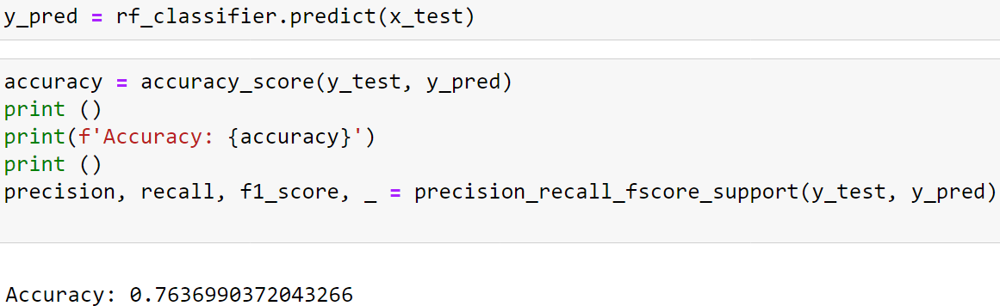 y_pred = rf_classifier.predict(x_test)
accuracy = accuracy_score(y_test, y_pred)
print ()
print(f'Accuracy: {accuracy}')
print ()
precision, recall, f1_score, _ = precision_recall_fscore_support(y_test, y_pred)
Accuracy: 0.7636990372043266